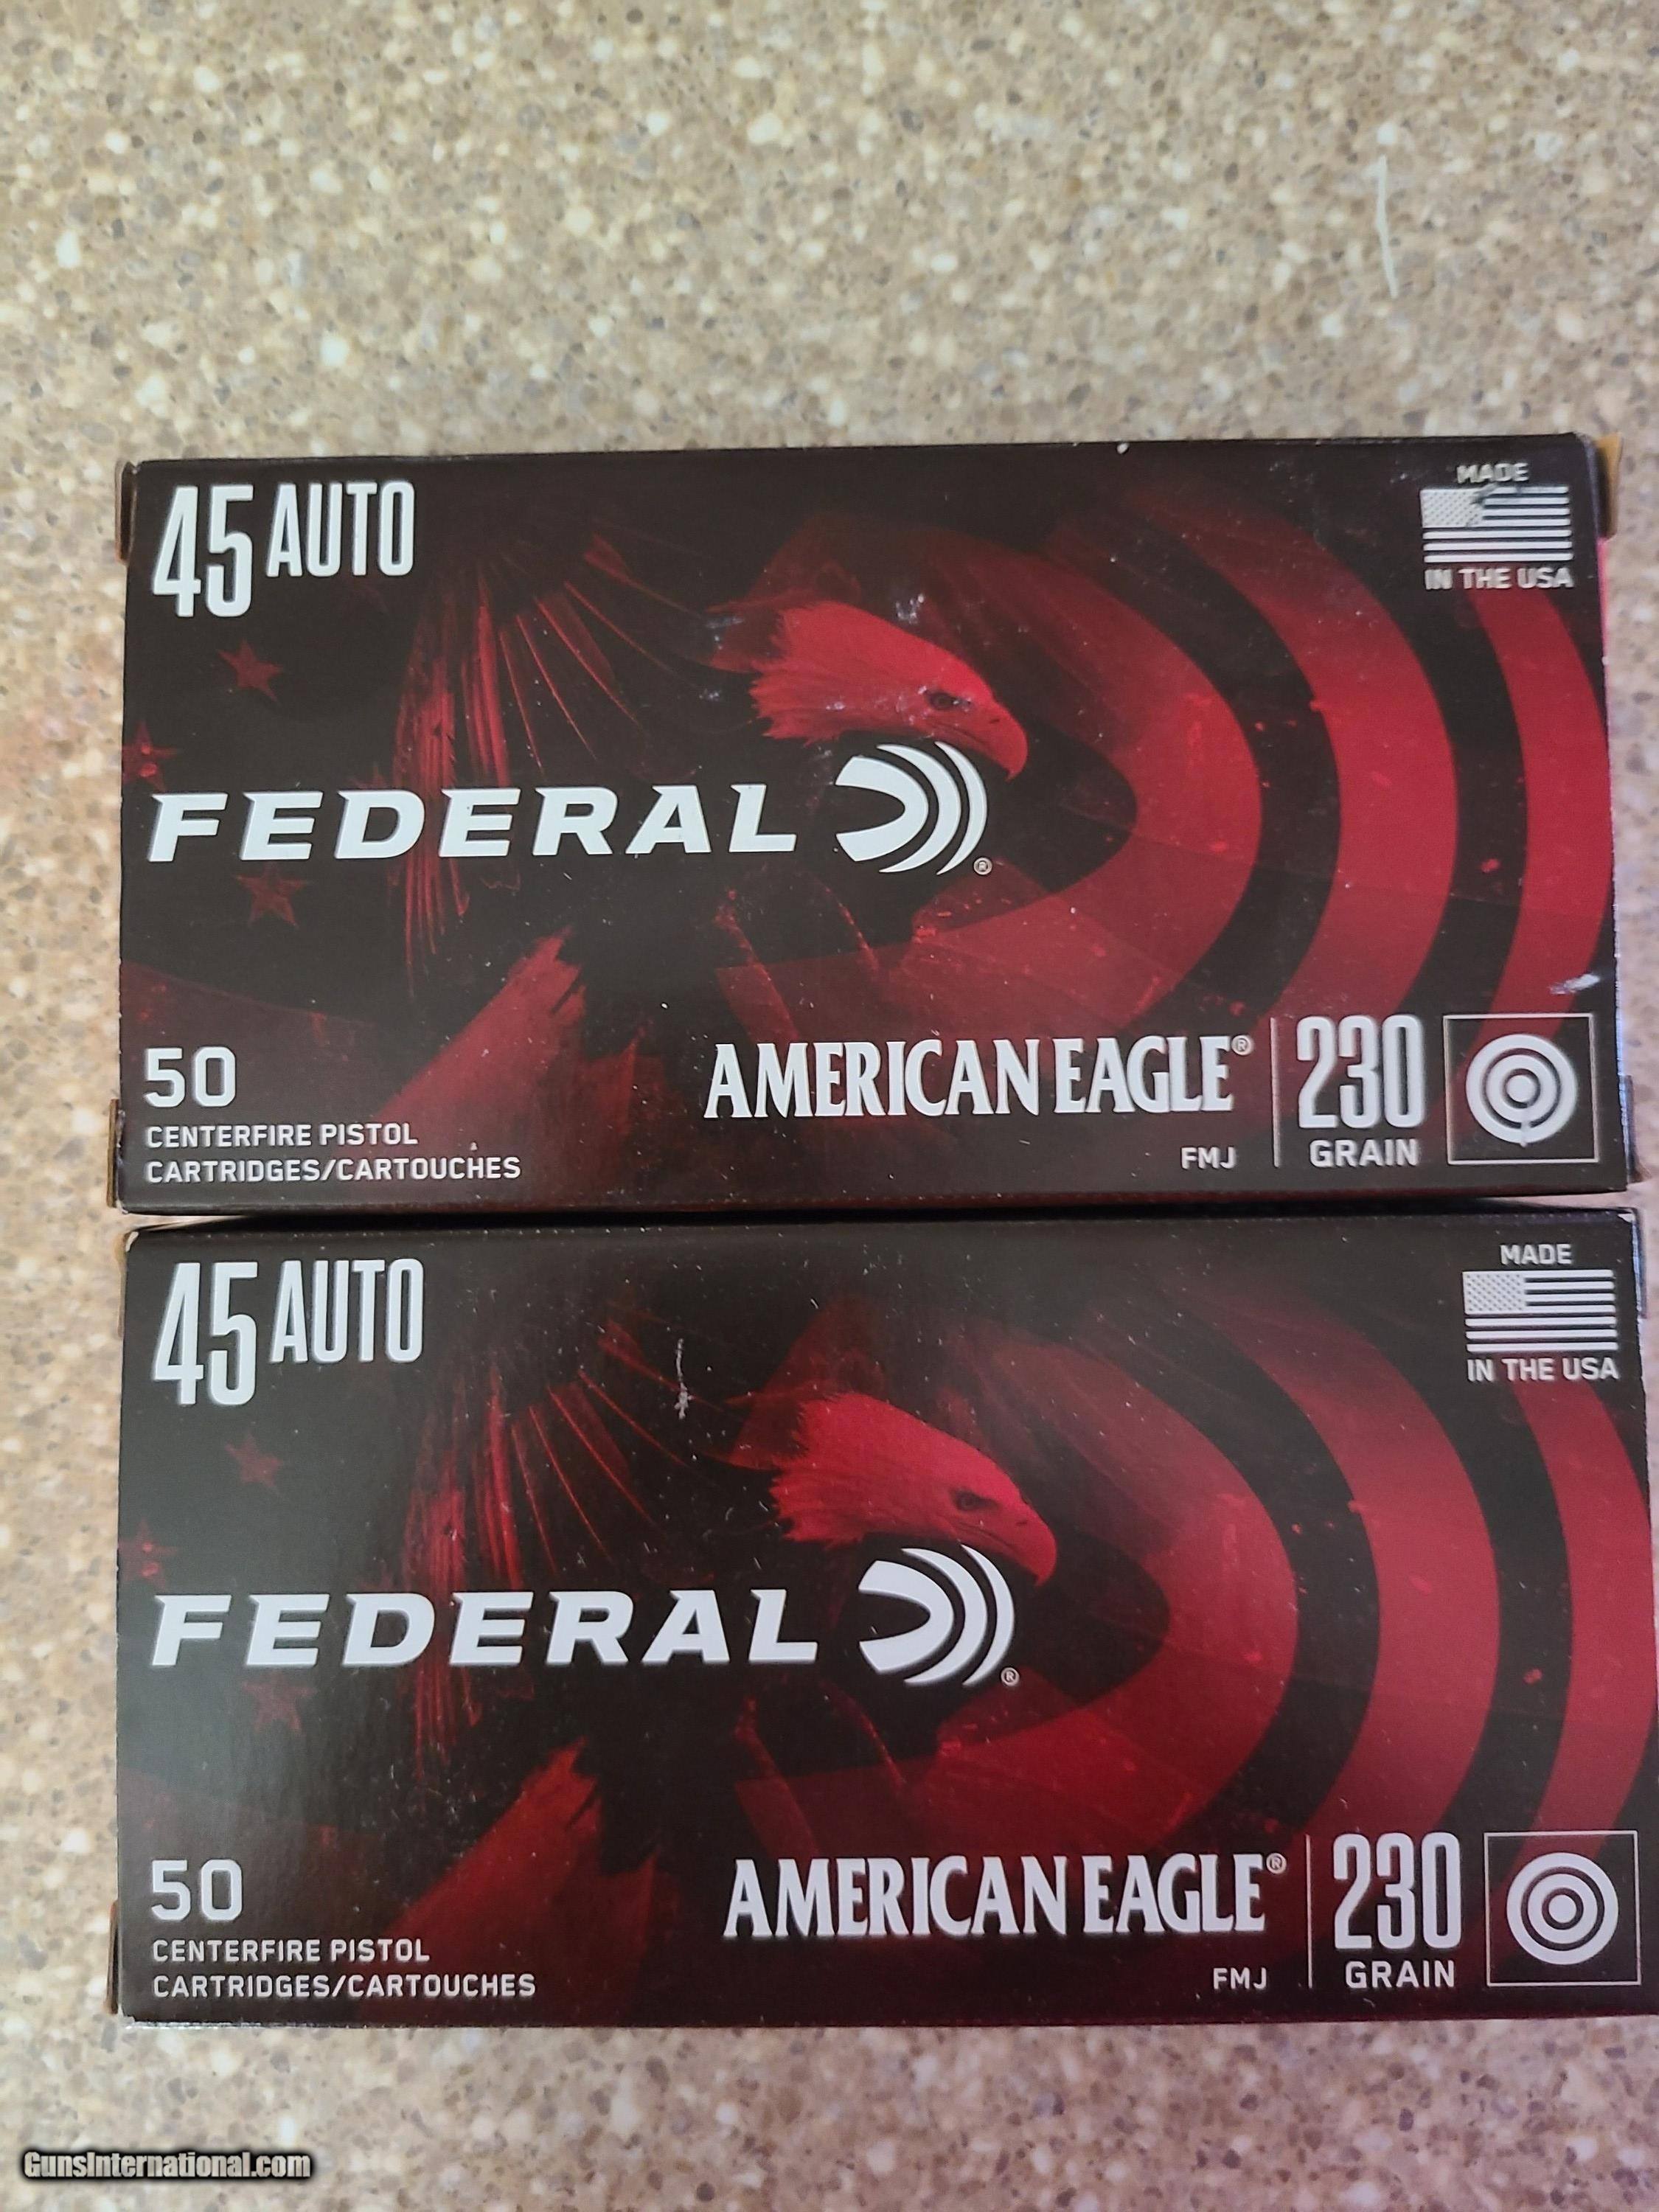 45 AUTO
MADE
IN THE USA
FEDERAL®
50
CENTERFIRE PISTOL
CARTRIDGES/CARTOUCHES
AMERICAN EAGLE®
FMJ
230
GRAIN
45 AUTO
MADE
IN THE USA
FEDERAL®
50
CENTERFIRE PISTOL
CARTRIDGES/CARTOUCHES
AMERICAN EAGLE®
FMJ
230
GRAIN
GunsInternational.com